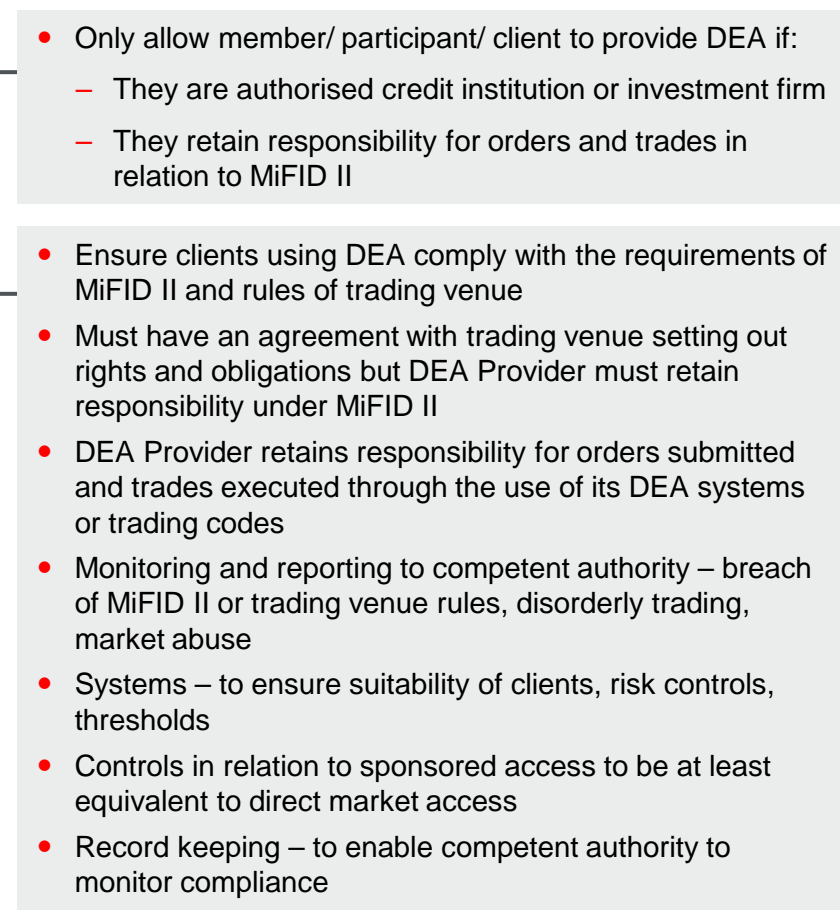 • Only allow member/ participant/ client to provide DEA if:
– They are authorised credit institution or investment firm
– They retain responsibility for orders and trades in
relation to MiFID II
• Ensure clients using DEA comply with the requirements of
MiFID II and rules of trading venue
• Must have an agreement with trading venue setting out
rights and obligations but DEA Provider must retain
responsibility under MiFID II
• DEA Provider retains responsibility for orders submitted
and trades executed through the use of its DEA systems
or trading codes
• Monitoring and reporting to competent authority – breach
of MiFID II or trading venue rules, disorderly trading,
market abuse
• Systems – to ensure suitability of clients, risk controls,
thresholds
• Controls in relation to sponsored access to be at least
equivalent to direct market access
• Record keeping – to enable competent authority to
monitor compliance